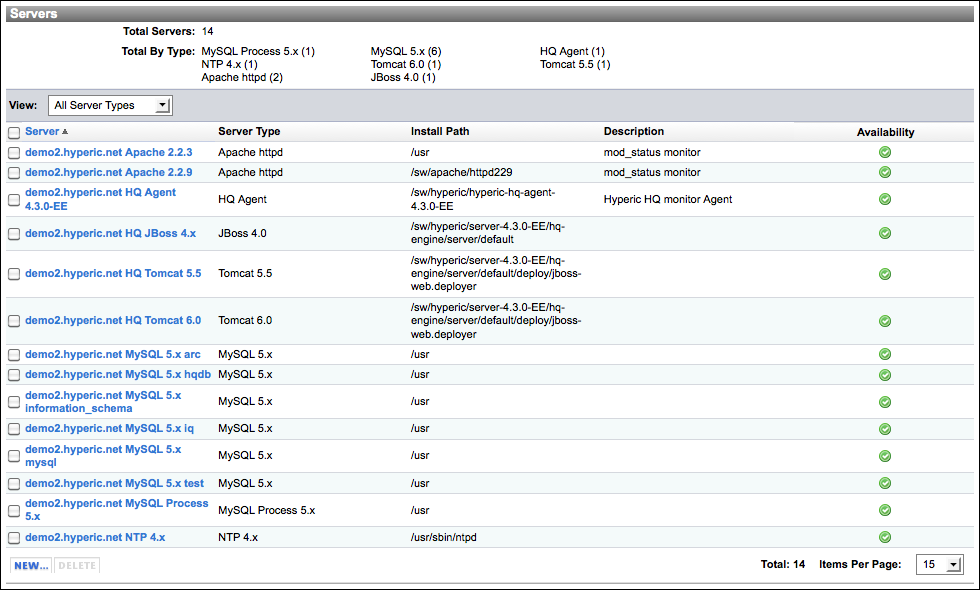 Servers
Total Servers: 14
Total By Type: MySQL Process 5.x (1) MySQL 5.x (6) HQ Agent (1)
NTP 4.x (1) Tomcat 6.0 (1) Tomcat 5.5 (1)
Apache httpd (2) JBoss 4.0 (1)
View: All Server Types
Server Server Type Install Path Description Availability
demo2.hyperic.net Apache 2.2.3 Apache httpd /usr mod_status monitor
demo2.hyperic.net Apache 2.2.9 Apache httpd /sw/apache/httpd229 mod_status monitor
demo2.hyperic.net HQ Agent
4.3.0-EE
HQ Agent
/sw/hyperic/hyperic-hq-agent-
4.3.0-EE
Hyperic HQ monitor Agent
demo2.hyperic.net HQ JBoss 4.x JBoss 4.0
/sw/hyperic/server-4.3.0-EE/hq-
engine/server/default
demo2.hyperic.net HQ Tomcat 5.5 Tomcat 5.5
/sw/hyperic/server-4.3.0-EE/hq-
engine/server/default/deploy/jboss-
web.deployer
demo2.hyperic.net HQ Tomcat 6.0 Tomcat 6.0
/sw/hyperic/server-4.3.0-EE/hq-
engine/server/default/deploy/jboss-
web.deployer
demo2.hyperic.net MySQL 5.x arc MySQL 5.x /usr
demo2.hyperic.net MySQL 5.x hqdb MySQL 5.x /usr
demo2.hyperic.net MySQL 5.x
information_schema
MySQL 5.x /usr
demo2.hyperic.net MySQL 5.x iq MySQL 5.x /usr
demo2.hyperic.net MySQL 5.x
mysql
MySQL 5.x /usr
demo2.hyperic.net MySQL 5.x test MySQL 5.x /usr
demo2.hyperic.net MySQL Process
5.x
MySQL Process 5.x /usr
demo2.hyperic.net NTP 4.x NTP 4.x /usr/sbin/ntpd
NEW... DELETE Total: 14 Items Per Page: 15